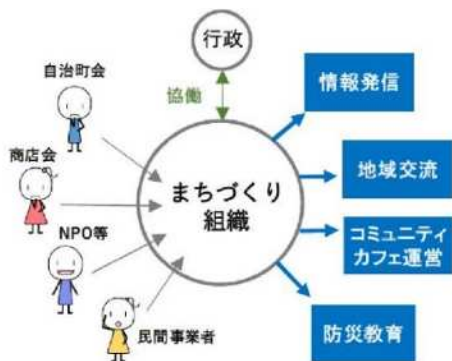 行政
協働
自治町会
商店会
NPO等
民間事業者
まちづくり
組織
情報発信
地域交流
コミュニティ
カフェ運営
防災教育